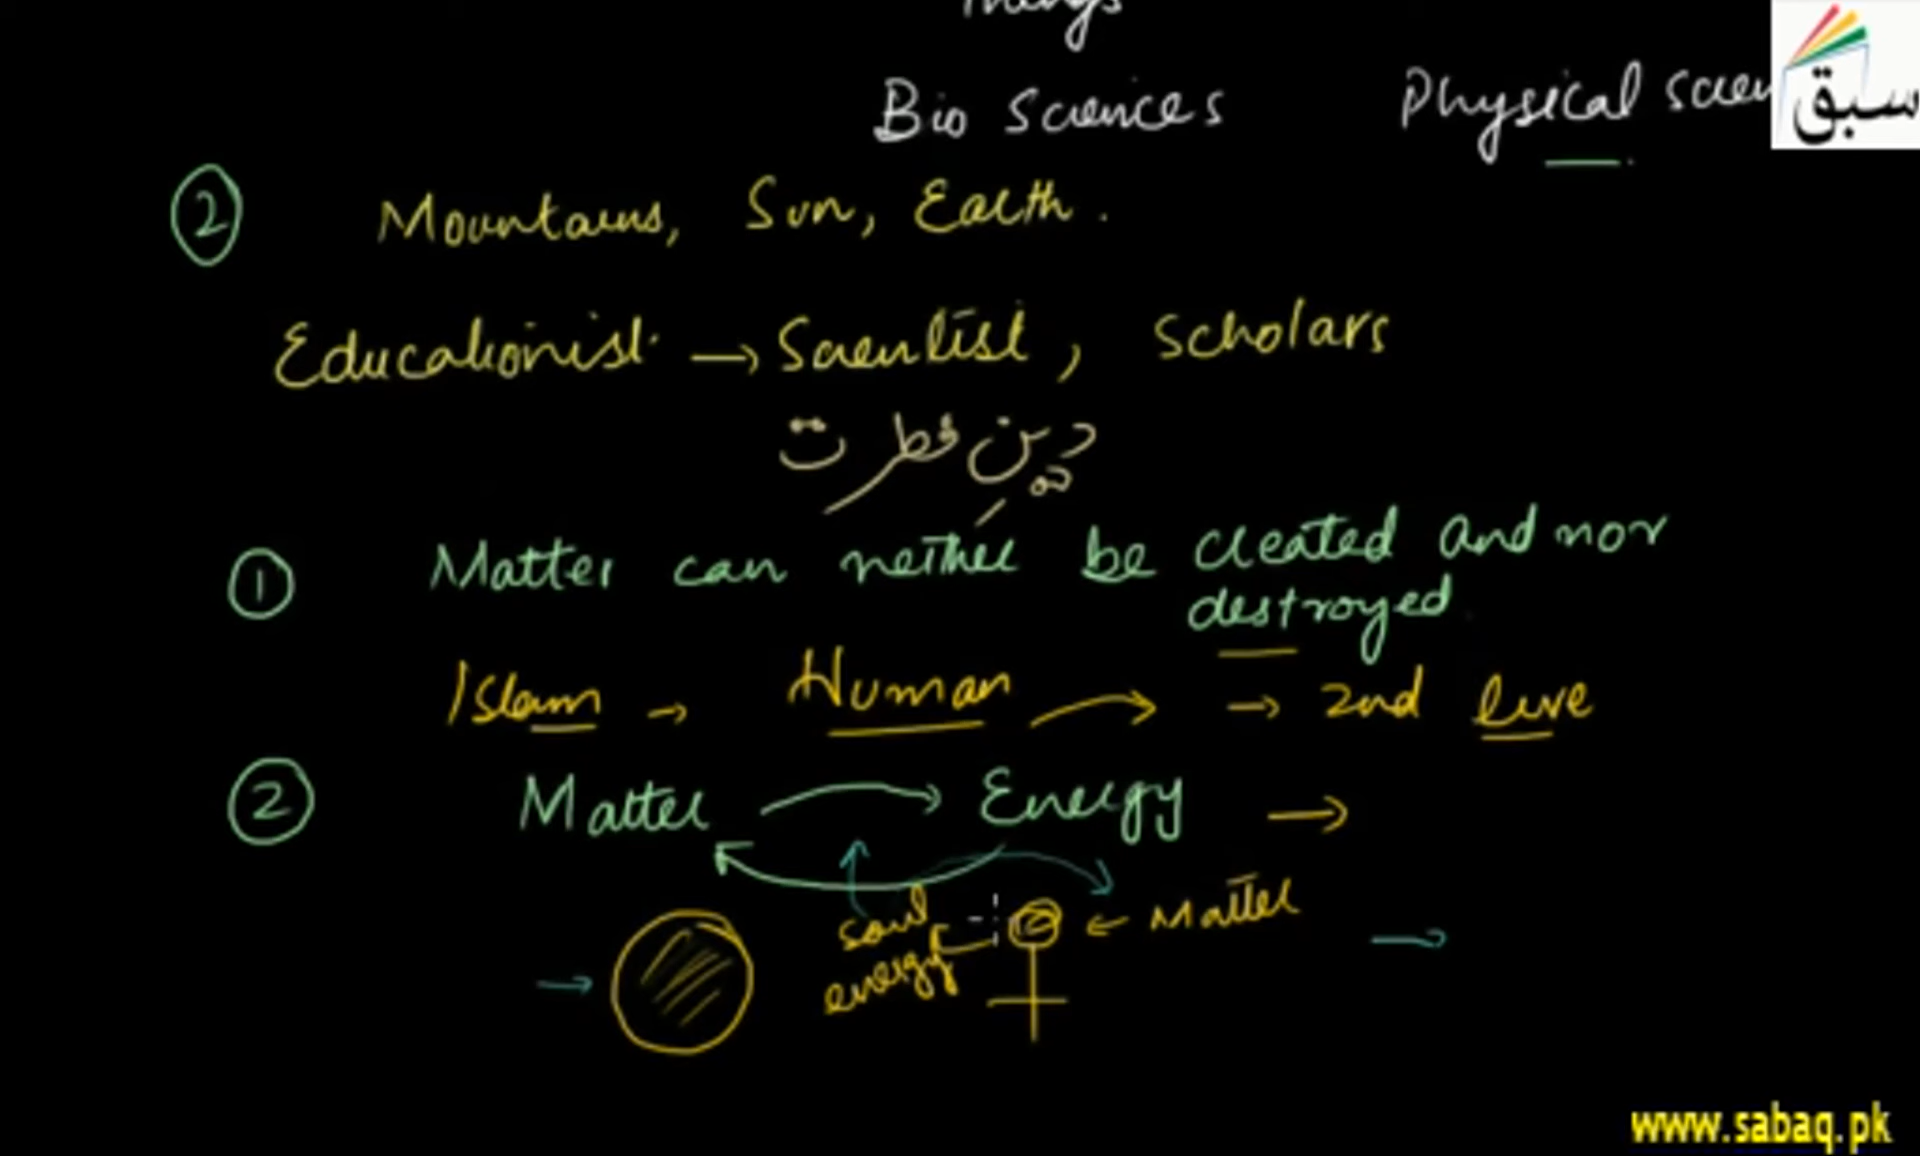 Things
Bio Sciences Physical scien
سبق
2 Mountains, Sun, Earth.
Educationist → Scientist, Scholars
دینِ فطرت
1 Matter can neither be created and nor
destroyed
Islam → Human → 2nd live
2 Matter → Energy →
soul
energy
← Matter
www.sabaq.pk